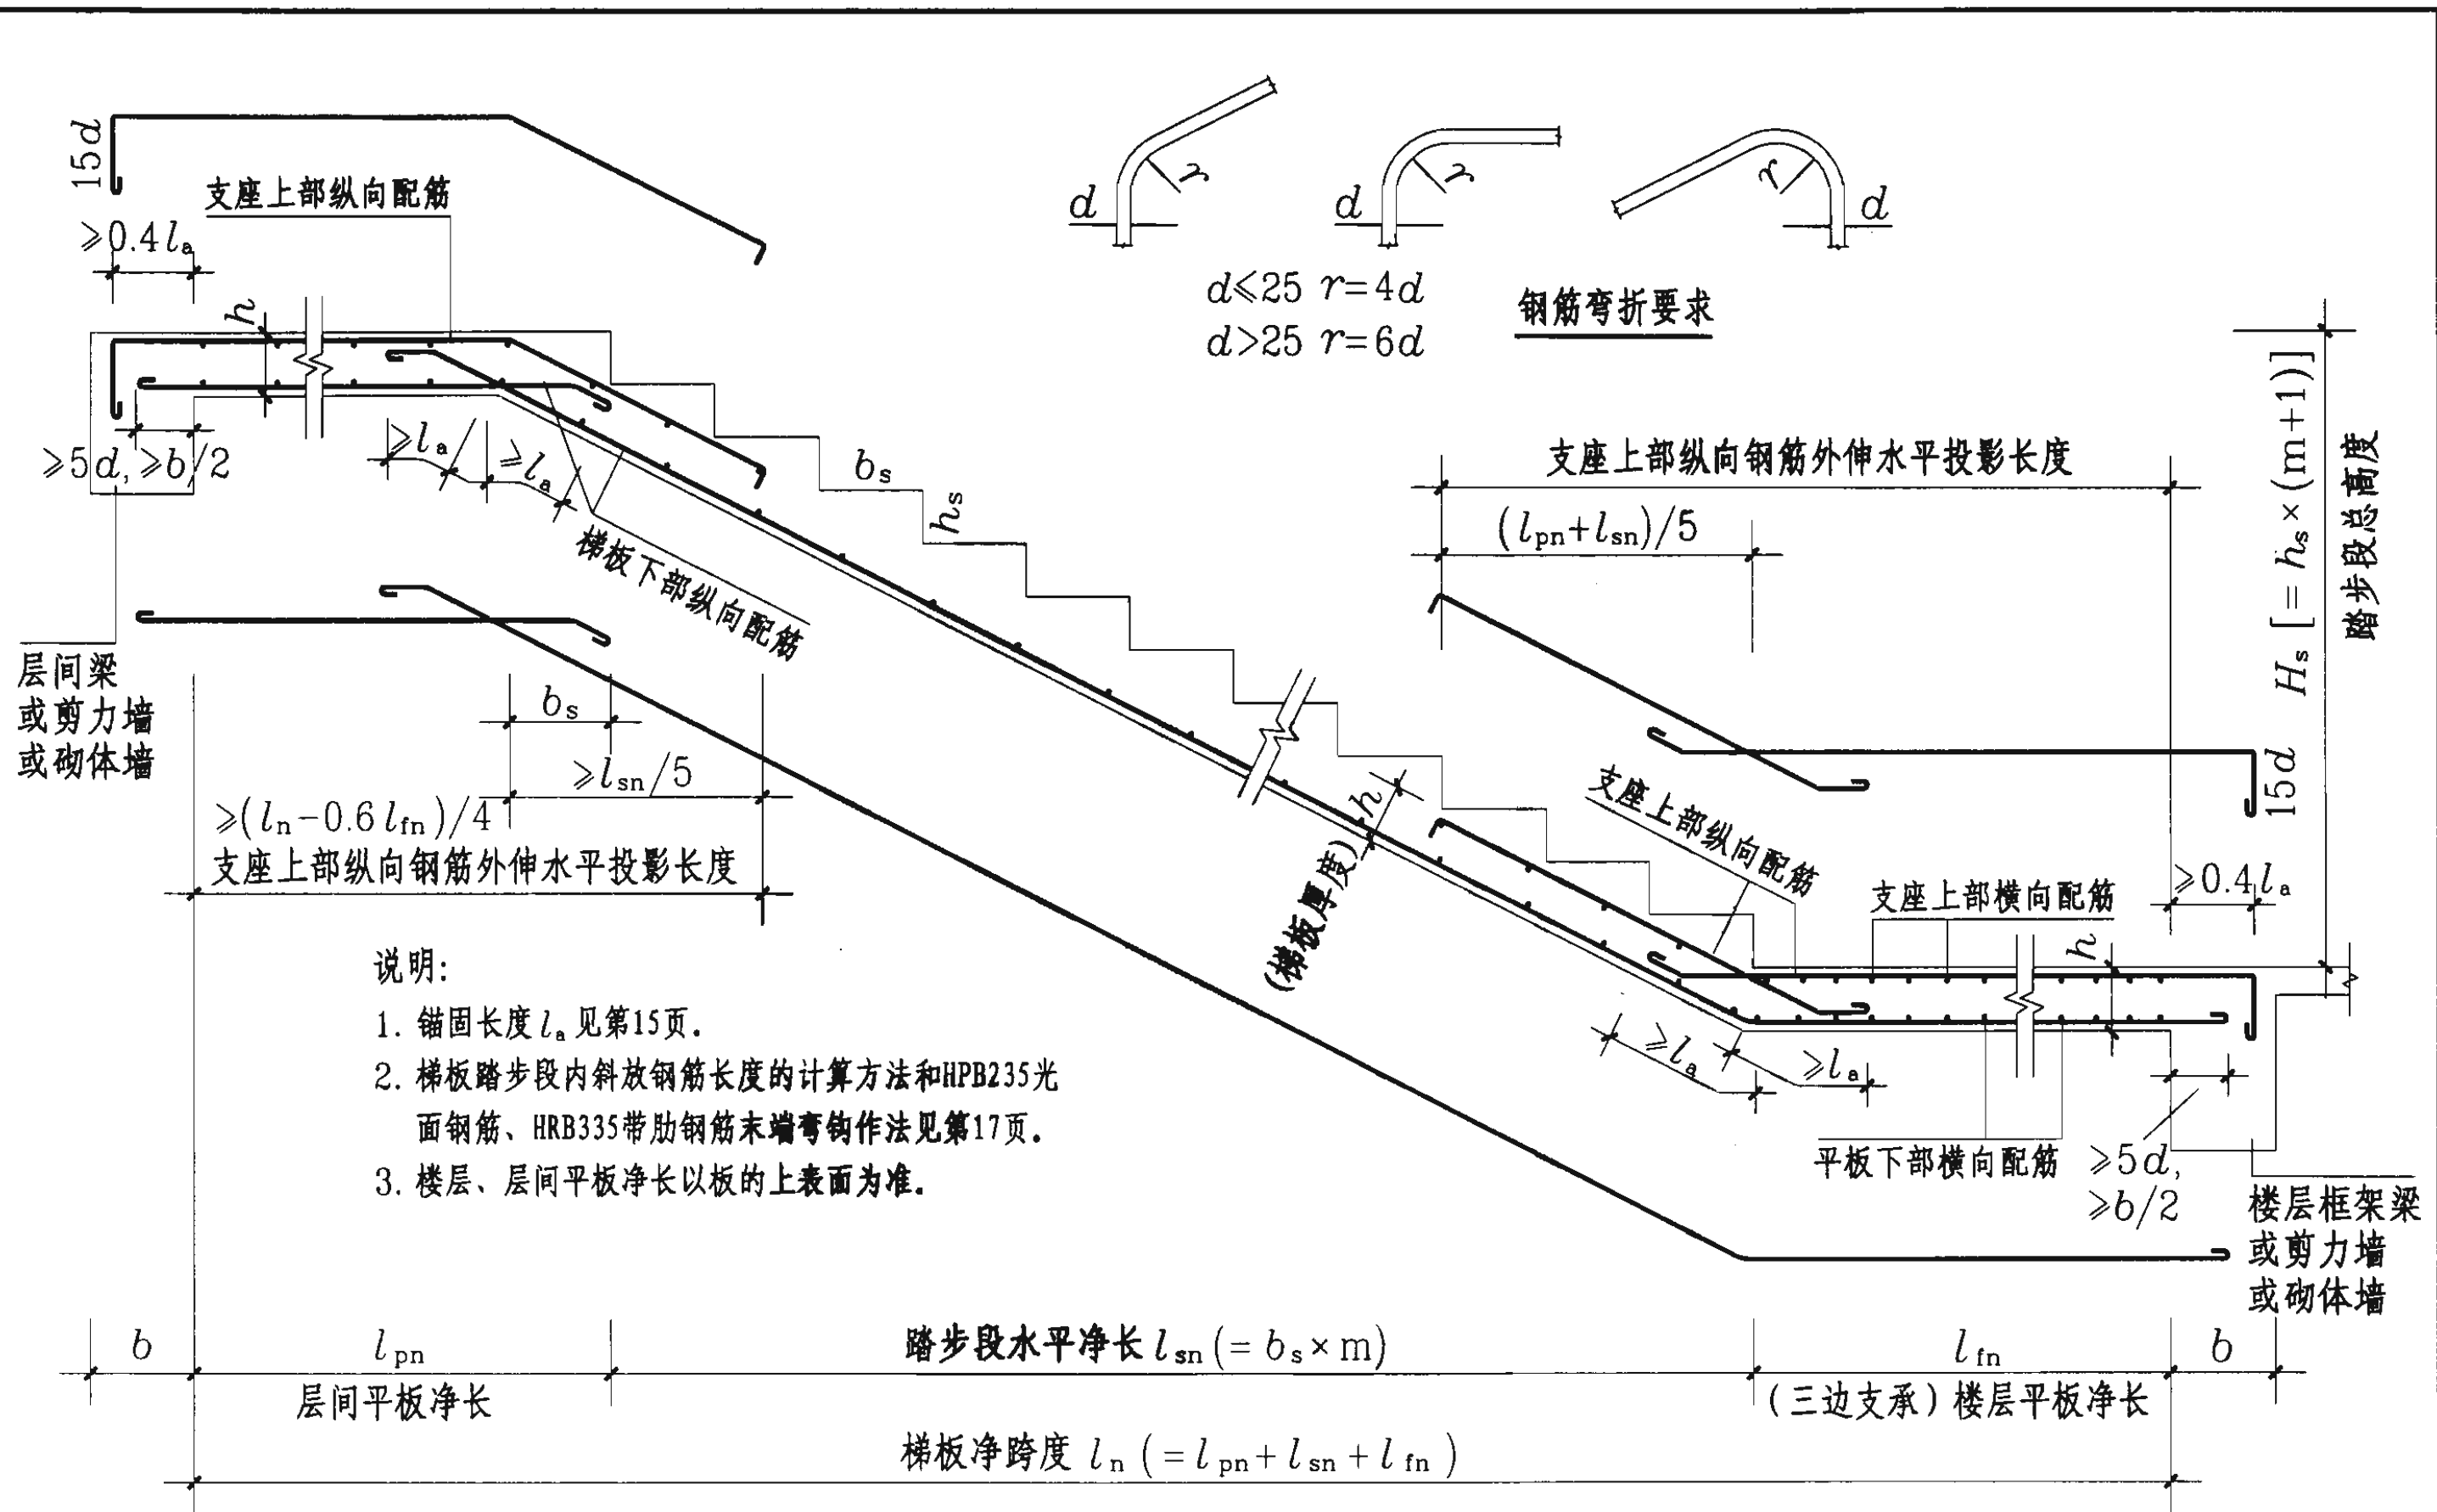 15d
支座上部纵向配筋
≥0.4lₐ
h
≥5d, ≥b/2
≥lₐ
≥lₐ
梯板下部纵向配筋
层间梁
或剪力墙
或砌体墙
bₛ
≥lsn/5
≥(ln-0.6lfn)/4
支座上部纵向钢筋外伸水平投影长度
bₛ
hₛ
r
d
r
d
r
d
d≤25 r=4d
d>25 r=6d
钢筋弯折要求
支座上部纵向钢筋外伸水平投影长度
(lpn+lsn)/5
Hₛ[=hₛ×(m+1)]
踏步段总高度
15d
h
(梯板厚度)
支座上部纵向配筋
支座上部横向配筋
≥0.4lₐ
h
≥lₐ
≥lₐ
平板下部横向配筋
≥5d,
≥b/2
楼层框架梁
或剪力墙
或砌体墙
说明:
1. 锚固长度lₐ见第15页。
2. 梯板踏步段内斜放钢筋长度的计算方法和HPB235光
面钢筋、HRB335带肋钢筋末端弯钩作法见第17页。
3. 楼层、层间平板净长以板的上表面为准。
b
lpn
踏步段水平净长lsn(=bₛ×m)
lfn
b
层间平板净长
(三边支承)楼层平板净长
梯板净跨度 ln(=lpn+lsn+lfn)